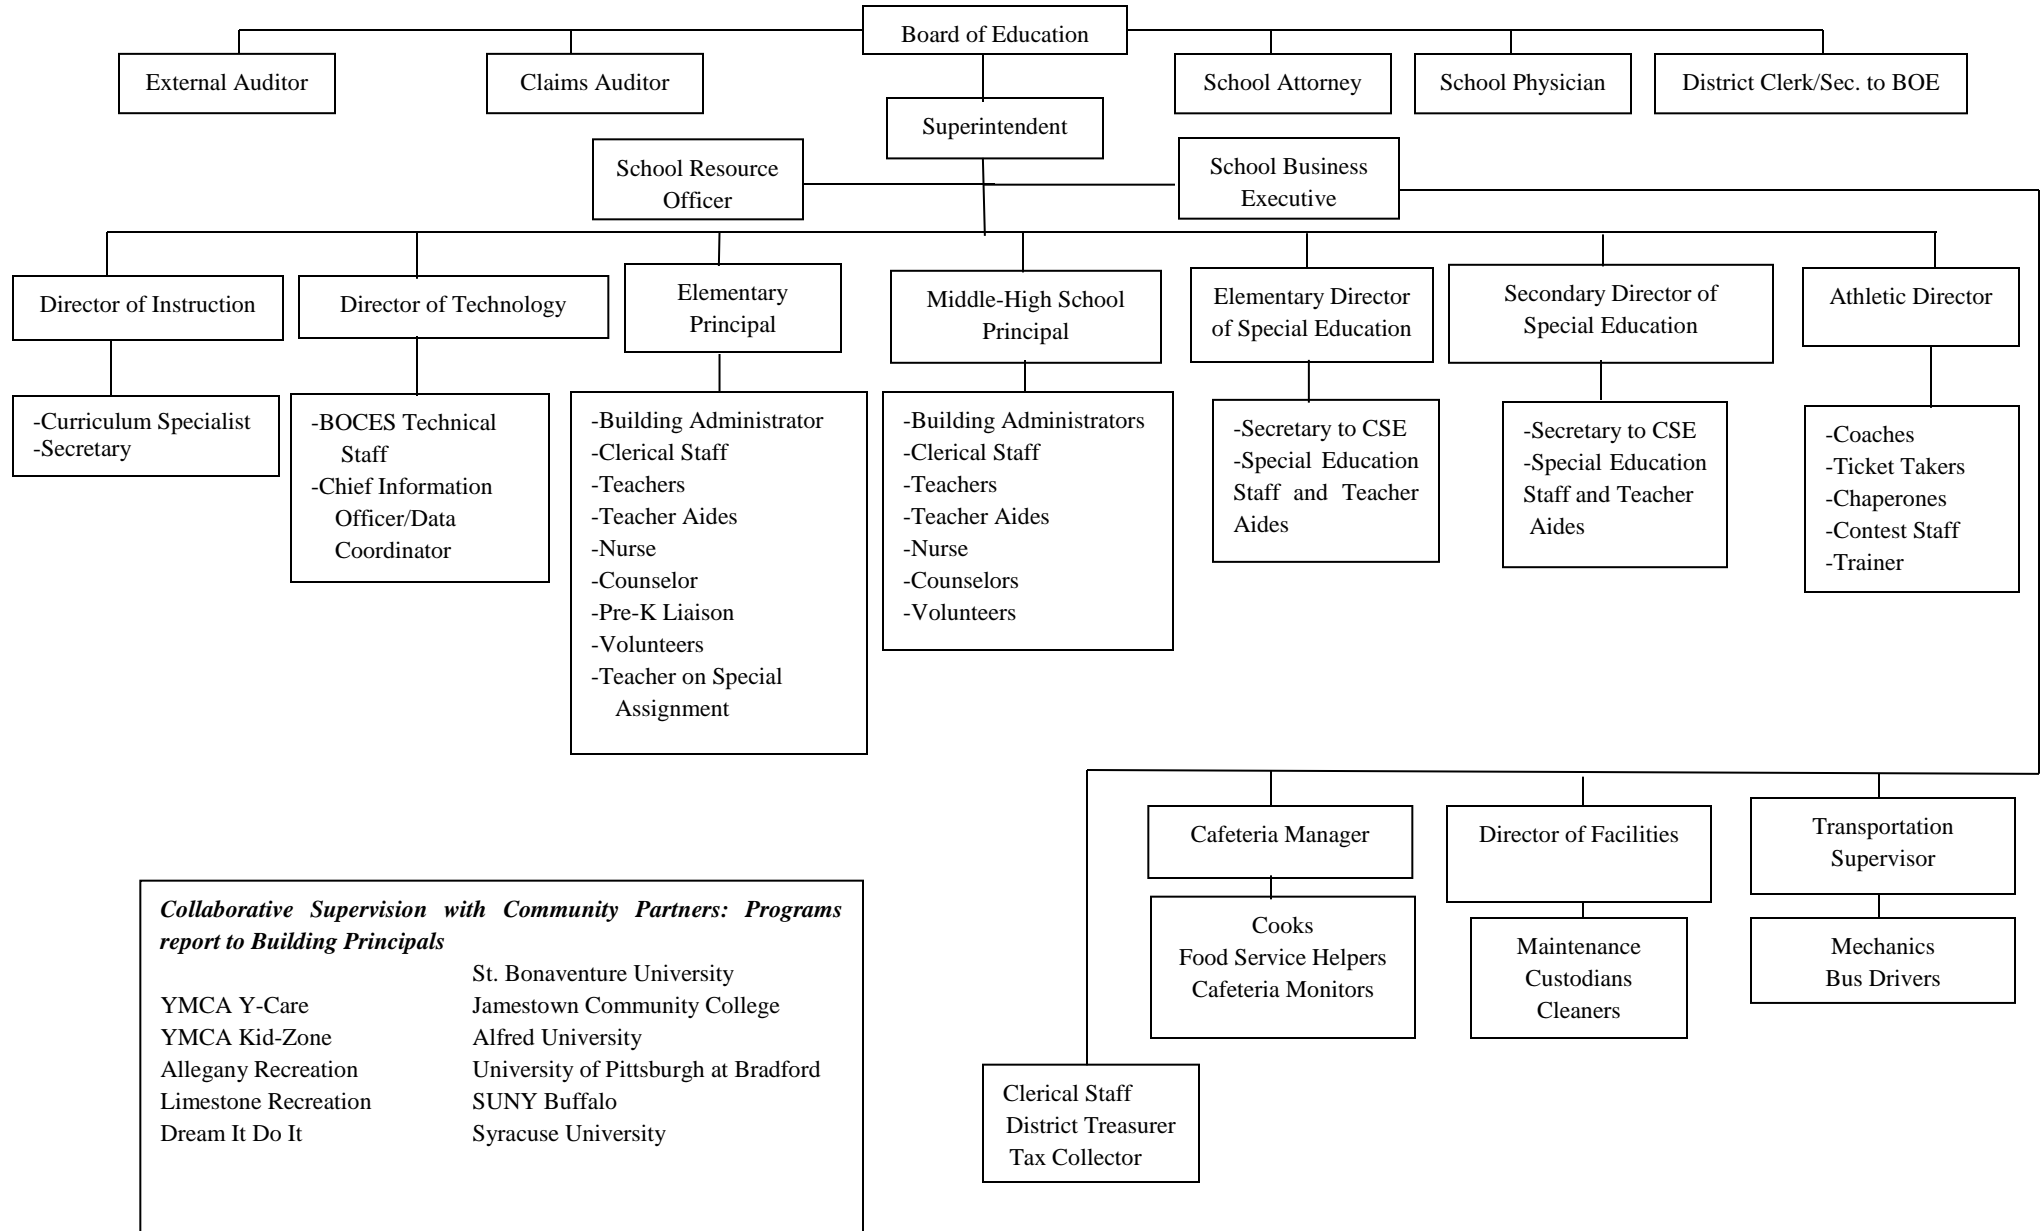 Board of Education
External Auditor
Claims Auditor
School Attorney
School Physician
District Clerk/Sec. to BOE
Superintendent
School Resource
Officer
School Business
Executive
Director of Instruction
Director of Technology
Elementary
Principal
Middle-High School
Principal
Elementary Director
of Special Education
Secondary Director of
Special Education
Athletic Director
-Curriculum Specialist
-Secretary
-BOCES Technical
Staff
-Chief Information
Officer/Data
Coordinator
-Building Administrator
-Clerical Staff
-Teachers
-Teacher Aides
-Nurse
-Counselor
-Pre-K Liaison
-Volunteers
-Teacher on Special
Assignment
-Building Administrators
-Clerical Staff
-Teachers
-Teacher Aides
-Nurse
-Counselors
-Volunteers
-Secretary to CSE
-Special Education
Staff and Teacher
Aides
-Secretary to CSE
-Special Education
Staff and Teacher
Aides
-Coaches
-Ticket Takers
-Chaperones
-Contest Staff
-Trainer
Cafeteria Manager
Director of Facilities
Transportation
Supervisor
Cooks
Food Service Helpers
Cafeteria Monitors
Maintenance
Custodians
Cleaners
Mechanics
Bus Drivers
Clerical Staff
District Treasurer
Tax Collector
Collaborative Supervision with Community Partners: Programs
report to Building Principals
St. Bonaventure University
YMCA Y-Care Jamestown Community College
YMCA Kid-Zone Alfred University
Allegany Recreation University of Pittsburgh at Bradford
Limestone Recreation SUNY Buffalo
Dream It Do It Syracuse University